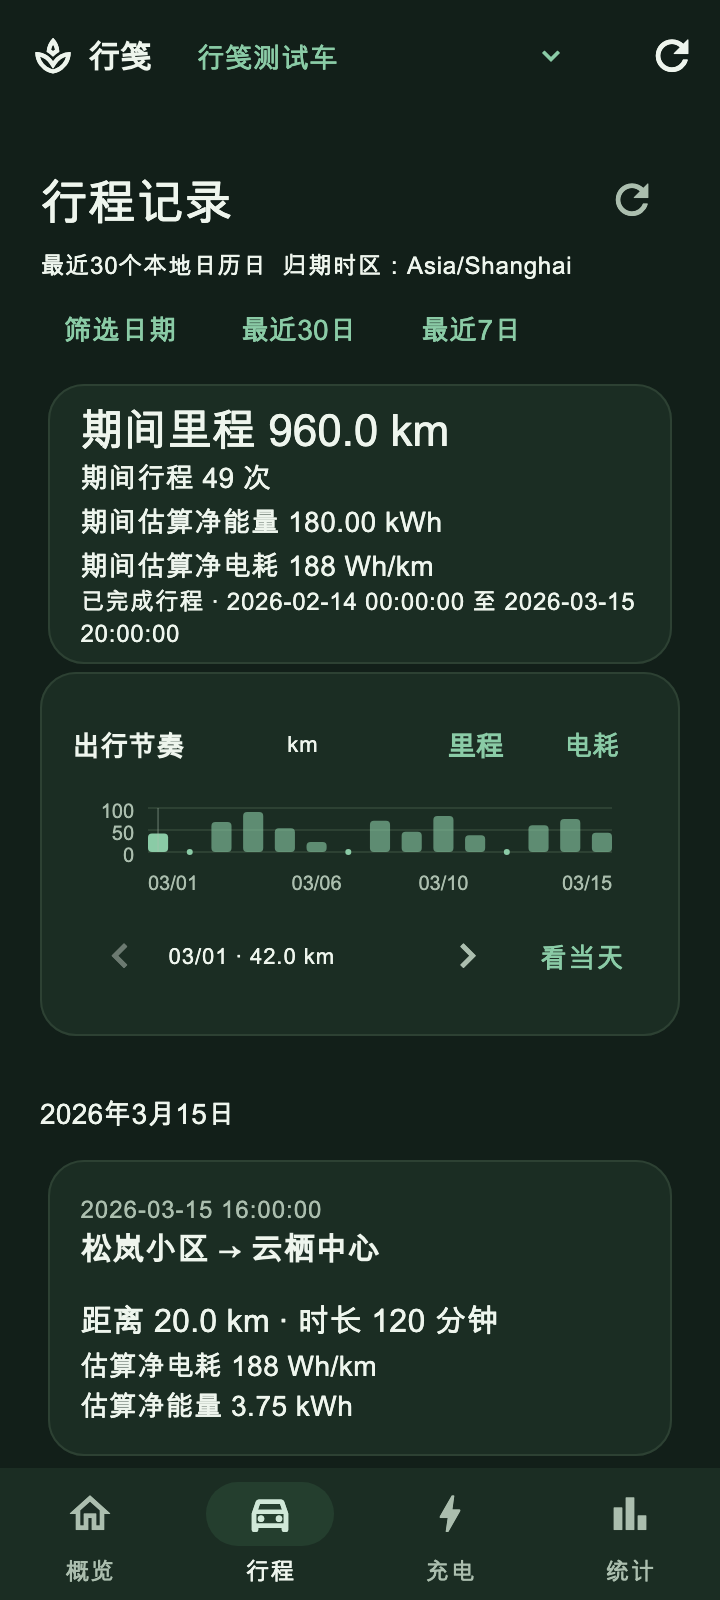 行笺 行笺测试车
行程记录
最近30个本地日历日 归期时区：Asia/Shanghai
筛选日期 最近30日 最近7日
期间里程 960.0 km
期间行程 49 次
期间估算净能量 180.00 kWh
期间估算净电耗 188 Wh/km
已完成行程 · 2026-02-14 00:00:00 至 2026-03-15
20:00:00
出行节奏 km 里程 电耗
100
50
0
03/01 03/06 03/10 03/15
03/01 · 42.0 km 看当天
2026年3月15日
2026-03-15 16:00:00
松岚小区 → 云栖中心
距离 20.0 km · 时长 120 分钟
估算净电耗 188 Wh/km
估算净能量 3.75 kWh
概览 行程 充电 统计